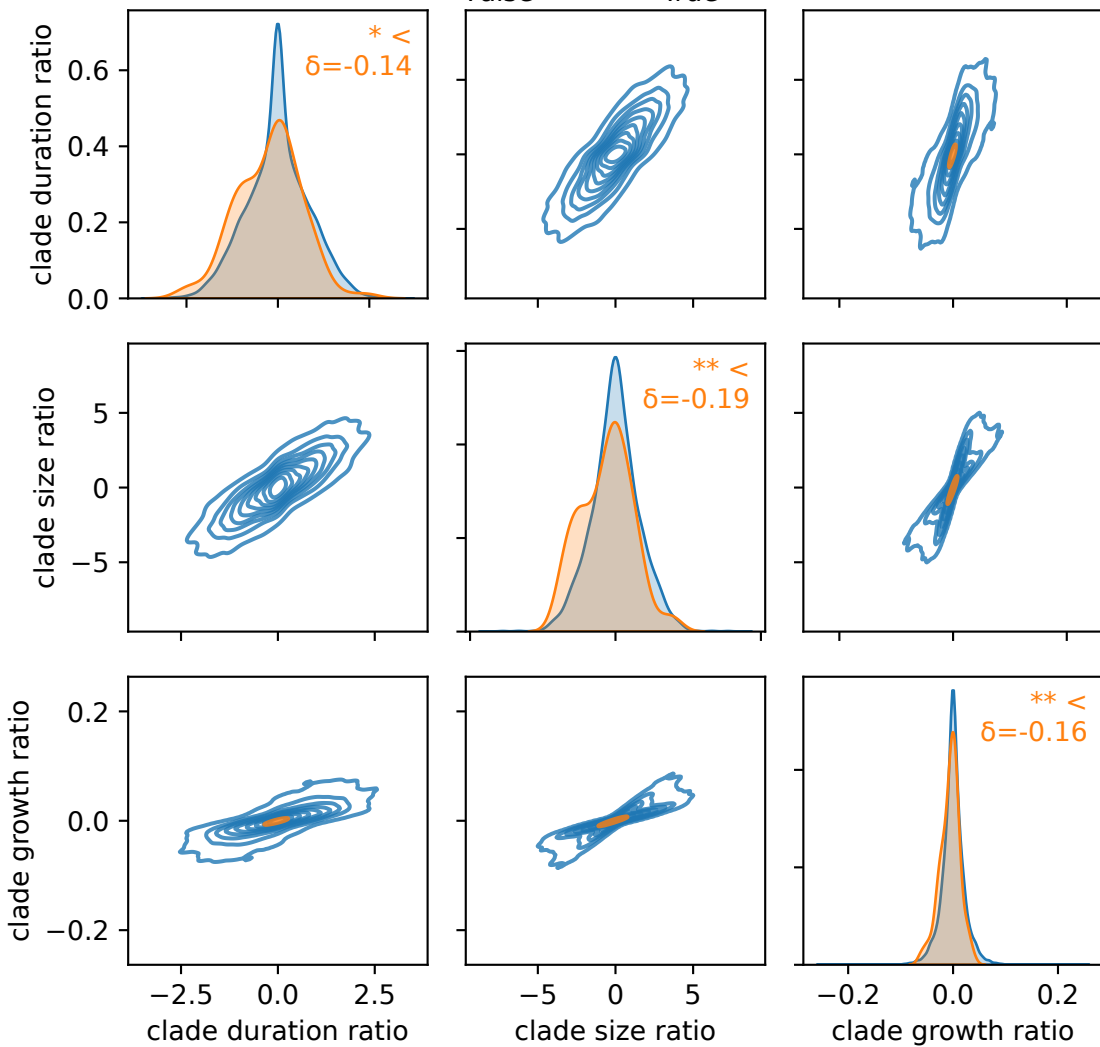 clade duration ratio
0.6
0.4
0.2
0.0
* <
δ=-0.14
clade size ratio
5
0
−5
** <
δ=-0.19
clade growth ratio
0.2
0.0
−0.2
** <
δ=-0.16
−2.5 0.0 2.5
clade duration ratio
−5 0 5
clade size ratio
−0.2 0.0 0.2
clade growth ratio